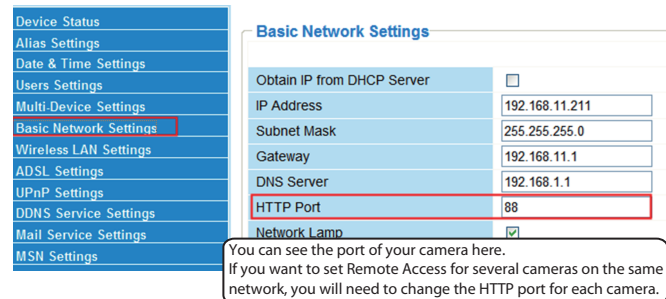 Device Status
Alias Settings
Date & Time Settings
Users Settings
Multi-Device Settings
Basic Network Settings
Wireless LAN Settings
ADSL Settings
UPnP Settings
DDNS Service Settings
Mail Service Settings
MSN Settings
Basic Network Settings
Obtain IP from DHCP Server
IP Address 192.168.11.211
Subnet Mask 255.255.255.0
Gateway 192.168.11.1
DNS Server 192.168.1.1
HTTP Port 88
Network Lamp
You can see the port of your camera here.
If you want to set Remote Access for several cameras on the same
network, you will need to change the HTTP port for each camera.